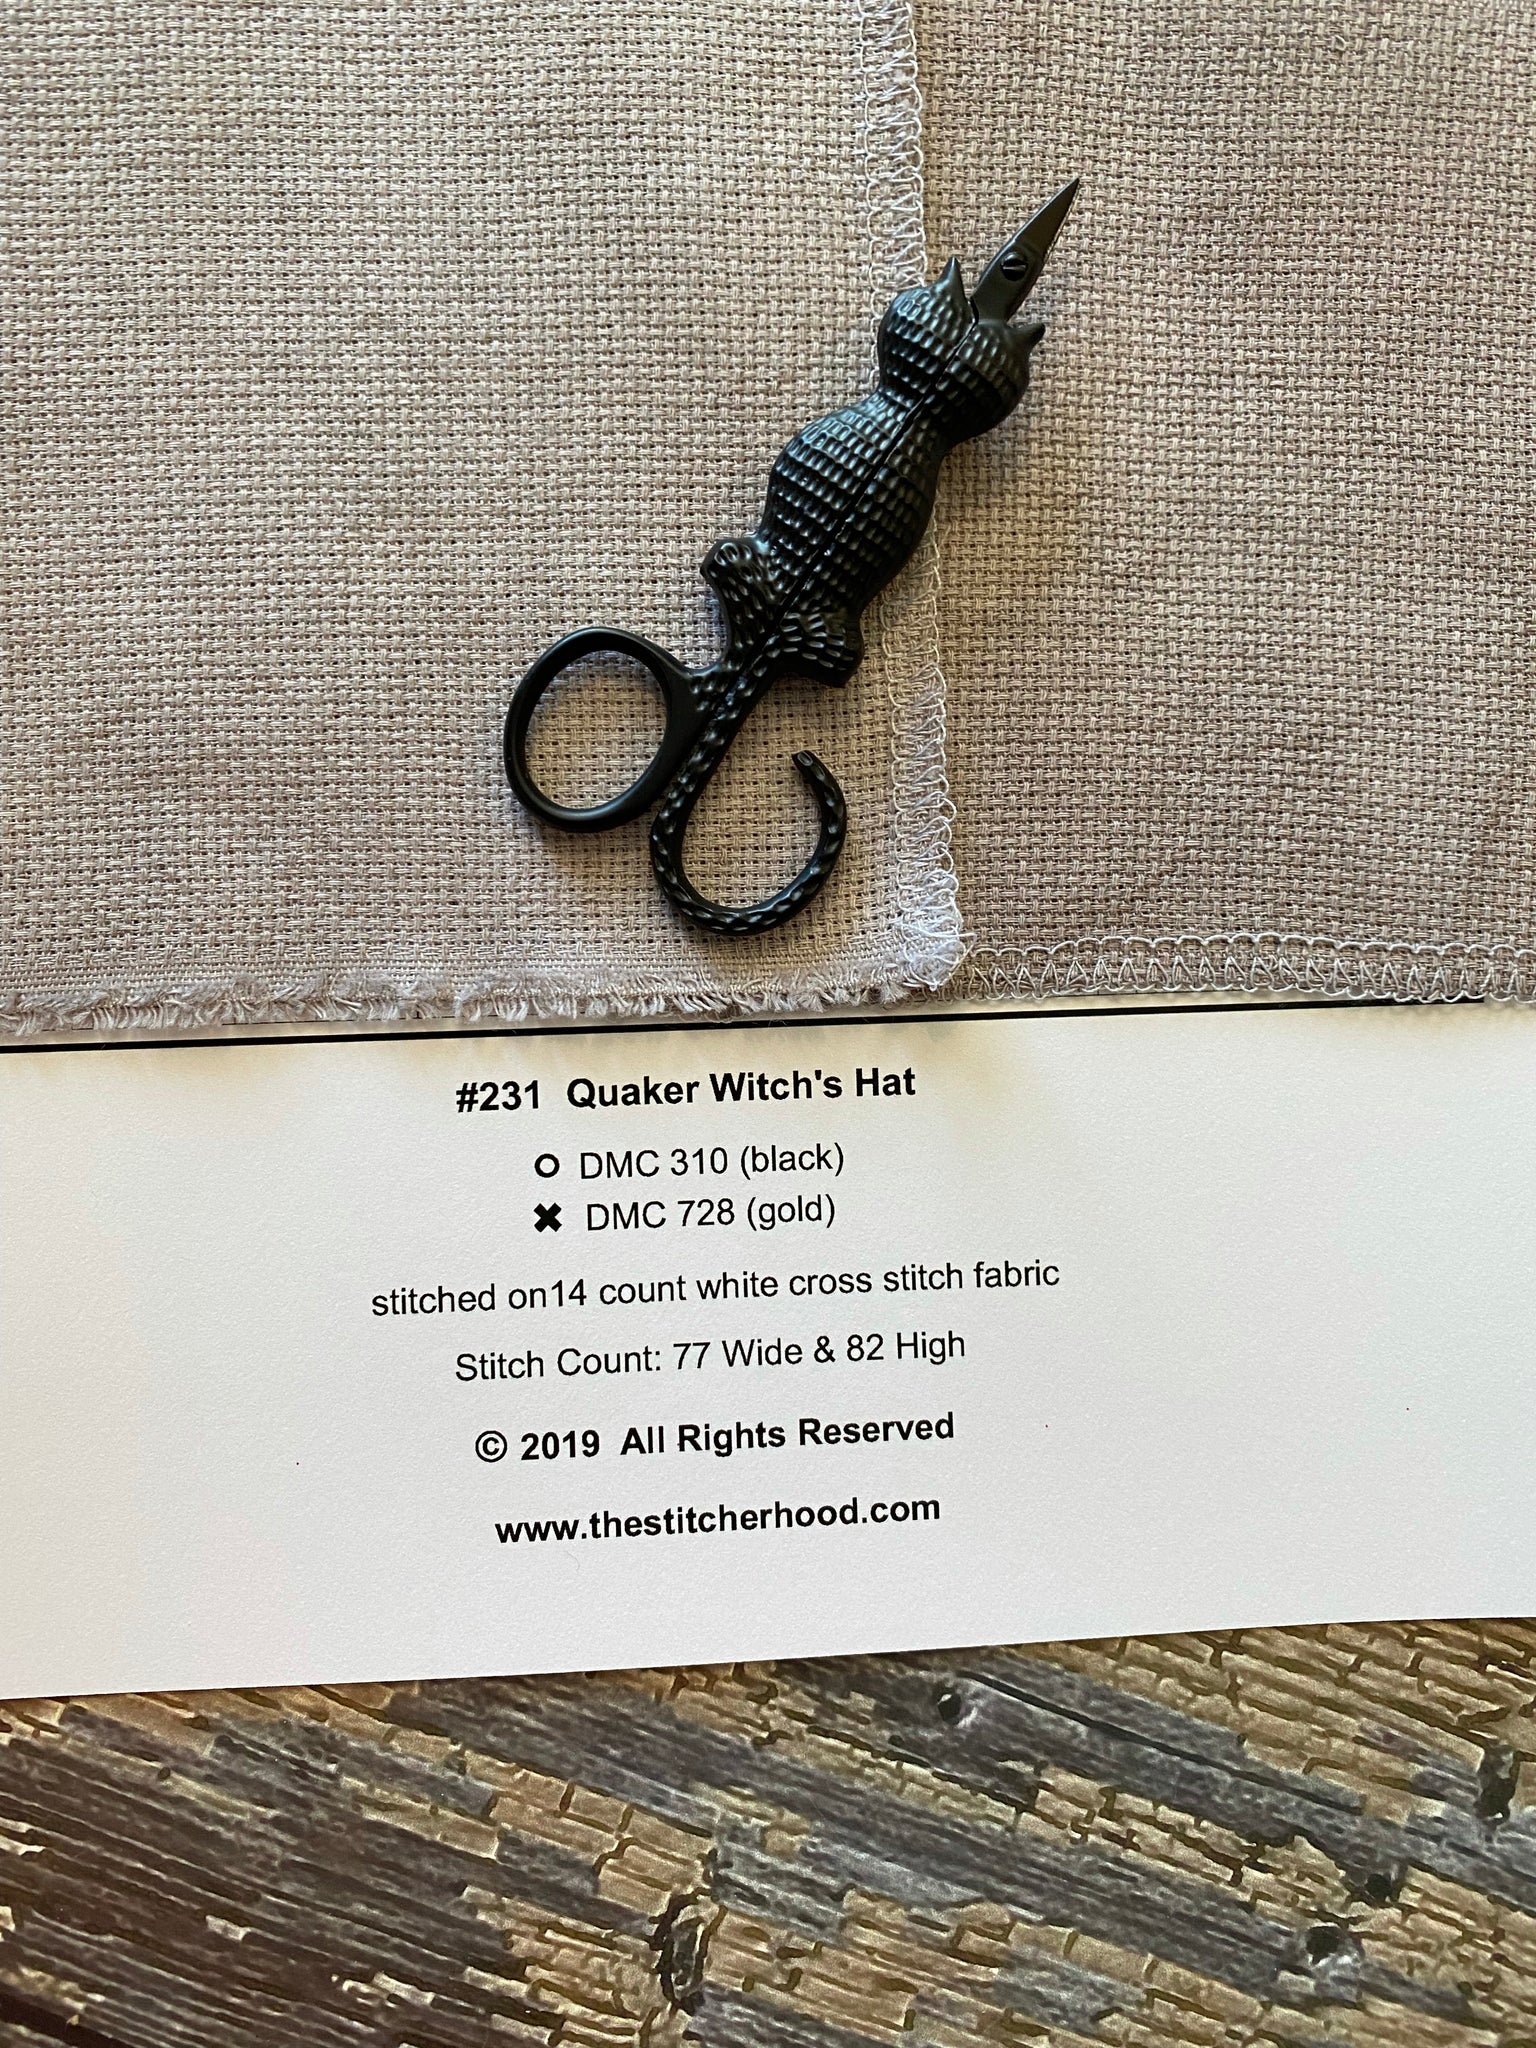 #231 Quaker Witch's Hat
DMC 310 (black)
DMC 728 (gold)
stitched on14 count white cross stitch fabric
Stitch Count: 77 Wide & 82 High
© 2019 All Rights Reserved
www.thestitcherhood.com